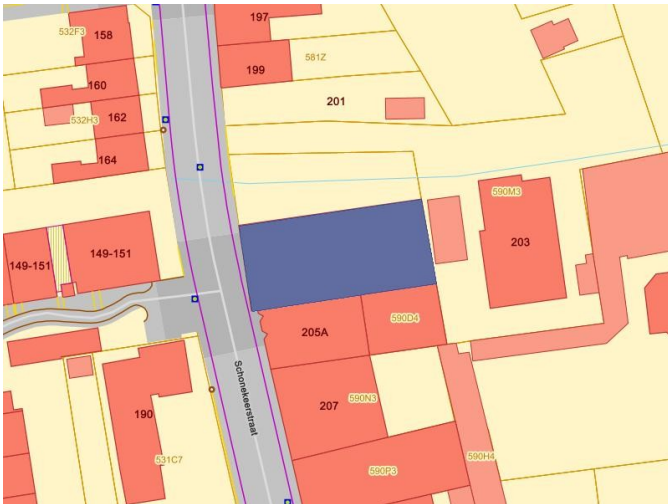 197
532F3
158
581Z
199
160
201
162
532H3
164
590M3
203
149-151
149-151
590D4
205A
Schonekeerstraat
207
590N3
190
531C7
590P3
590H4